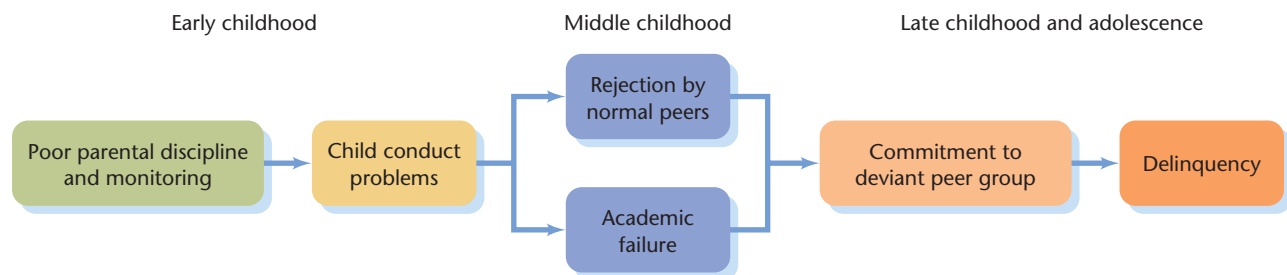 Early childhood
Middle childhood
Late childhood and adolescence
Poor parental discipline
and monitoring
Child conduct
problems
Rejection by
normal peers
Academic
failure
Commitment to
deviant peer group
Delinquency